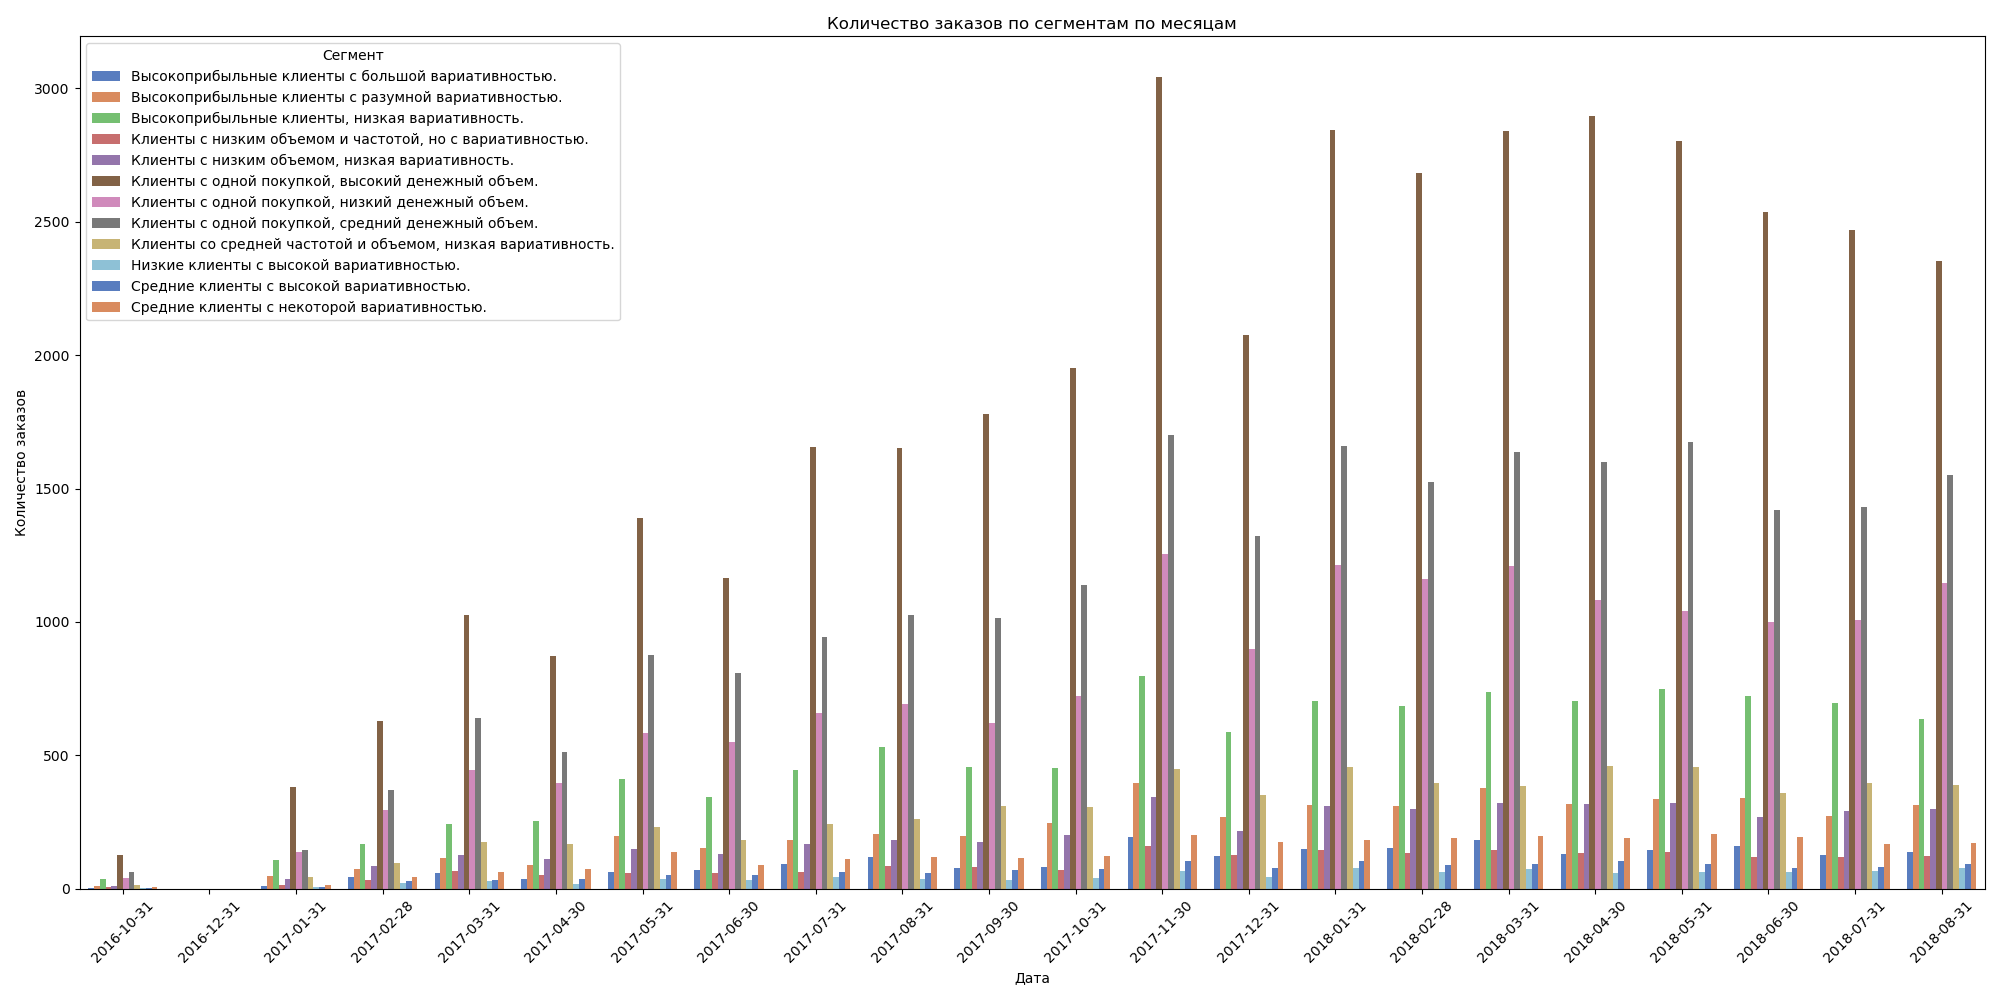 Количество заказов по сегментам по месяцам
Сегмент
Высокоприбыльные клиенты с большой вариативностью.
Высокоприбыльные клиенты с разумной вариативностью.
Высокоприбыльные клиенты, низкая вариативность.
Клиенты с низким объемом и частотой, но с вариативностью.
Клиенты с низким объемом, низкая вариативность.
Клиенты с одной покупкой, высокий денежный объем.
Клиенты с одной покупкой, низкий денежный объем.
Клиенты с одной покупкой, средний денежный объем.
Клиенты со средней частотой и объемом, низкая вариативность.
Низкие клиенты с высокой вариативностью.
Средние клиенты с высокой вариативностью.
Средние клиенты с некоторой вариативностью.
Количество заказов
3000
2500
2000
1500
1000
500
0
2016-10-31
2016-12-31
2017-01-31
2017-02-28
2017-03-31
2017-04-30
2017-05-31
2017-06-30
2017-07-31
2017-08-31
2017-09-30
2017-10-31
2017-11-30
2017-12-31
2018-01-31
2018-02-28
2018-03-31
2018-04-30
2018-05-31
2018-06-30
2018-07-31
2018-08-31
Дата